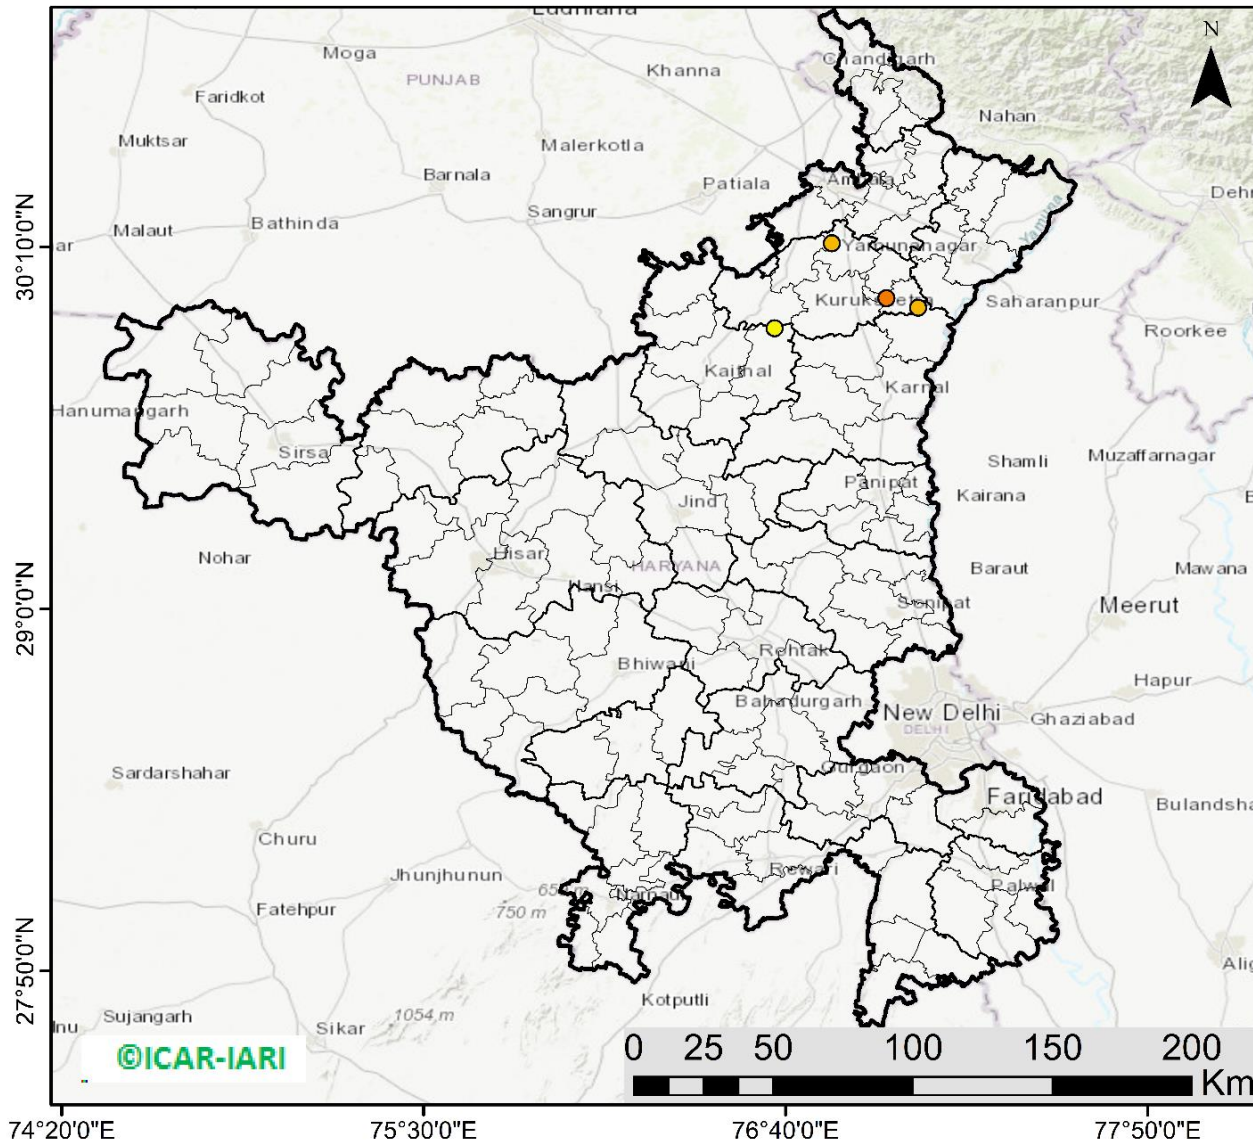 Ludhiana
Moga
Chandigarh
Khanna
PUNJAB
Faridkot
N
Nahan
Muktsar
Malerkotla
Barnala
Patiala
Ambala
Sangrur
Yamuna
Malaut
Bathinda
30°10'0"N
Yamunanagar
Kurukshetra
Saharanpur
Roorkee
Kaithal
Karnal
Hanumangarh
Sirsa
Shamli
Muzaffarnagar
Panipat
Kairana
Jind
Nohar
Hisar
HARYANA
Baraut
Mawana
Hansi
29°0'0"N
Sonipat
Meerut
Bhiwani
Rohtak
Hapur
Bahadurgarh
New Delhi
Ghaziabad
DELHI
Sardarshahar
Gurgaon
Faridabad
Bulandsha
Churu
Rewari
Jhunjhunun
Palwal
Narnaul
750 m
Fatehpur
27°50'0"N
Kotputli
Sujangarh
1054 m
Sikar
©ICAR-IARI
0 25 50 100 150 200
Km
74°20'0"E 75°30'0"E 76°40'0"E 77°50'0"E